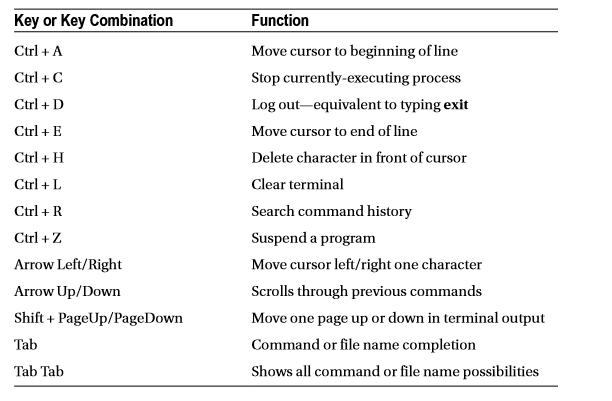 Key or Key Combination Function
Ctrl + A Move cursor to beginning of line
Ctrl + C Stop currently-executing process
Ctrl + D Log out—equivalent to typing exit
Ctrl + E Move cursor to end of line
Ctrl + H Delete character in front of cursor
Ctrl + L Clear terminal
Ctrl + R Search command history
Ctrl + Z Suspend a program
Arrow Left/Right Move cursor left/right one character
Arrow Up/Down Scrolls through previous commands
Shift + PageUp/PageDown Move one page up or down in terminal output
Tab Command or file name completion
Tab Tab Shows all command or file name possibilities